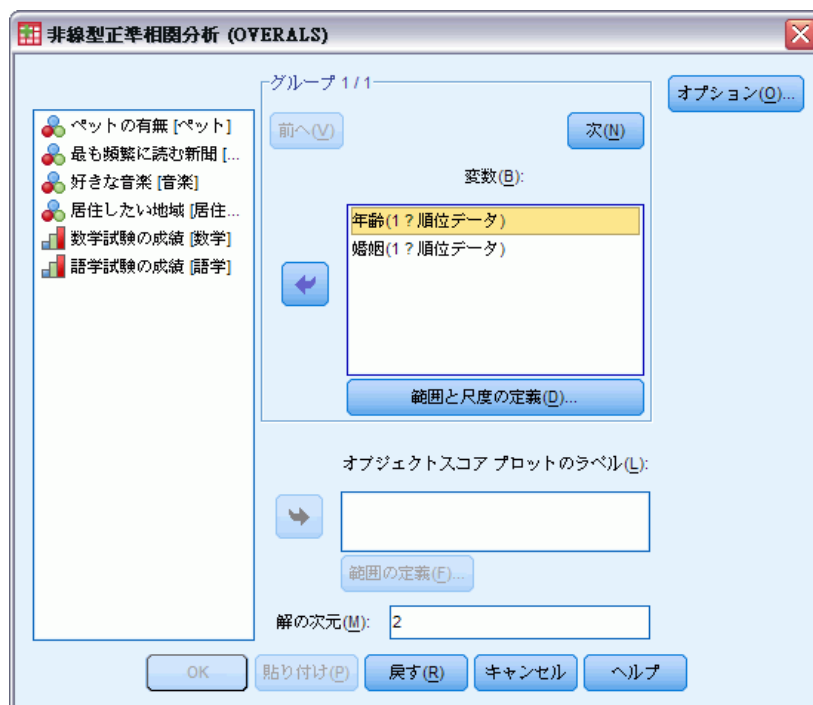 非線型正準相関分析 (OVERALS)
グループ 1 / 1
オプション(O)...
ペットの有無 [ペット]
最も頻繁に読む新聞 [...
好きな音楽 [音楽]
居住したい地域 [居住...
数学試験の成績 [数学]
語学試験の成績 [語学]
前へ(V)
次(N)
変数(B):
年齢(1 ? 順位データ)
婚姻(1 ? 順位データ)
範囲と尺度の定義(D)...
オブジェクトスコア プロットのラベル(L):
範囲の定義(F)...
解の次元(M): 2
OK 貼り付け(P) 戻す(R) キャンセル ヘルプ